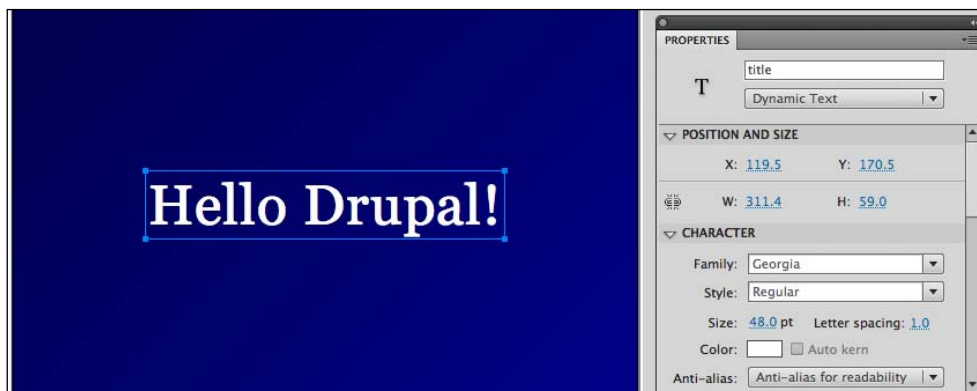 Hello Drupal!
PROPERTIES
T
title
Dynamic Text
POSITION AND SIZE
X: 119.5 Y: 170.5
W: 311.4 H: 59.0
CHARACTER
Family: Georgia
Style: Regular
Size: 48.0 pt Letter spacing: 1.0
Color: Auto kern
Anti-alias: Anti-alias for readability